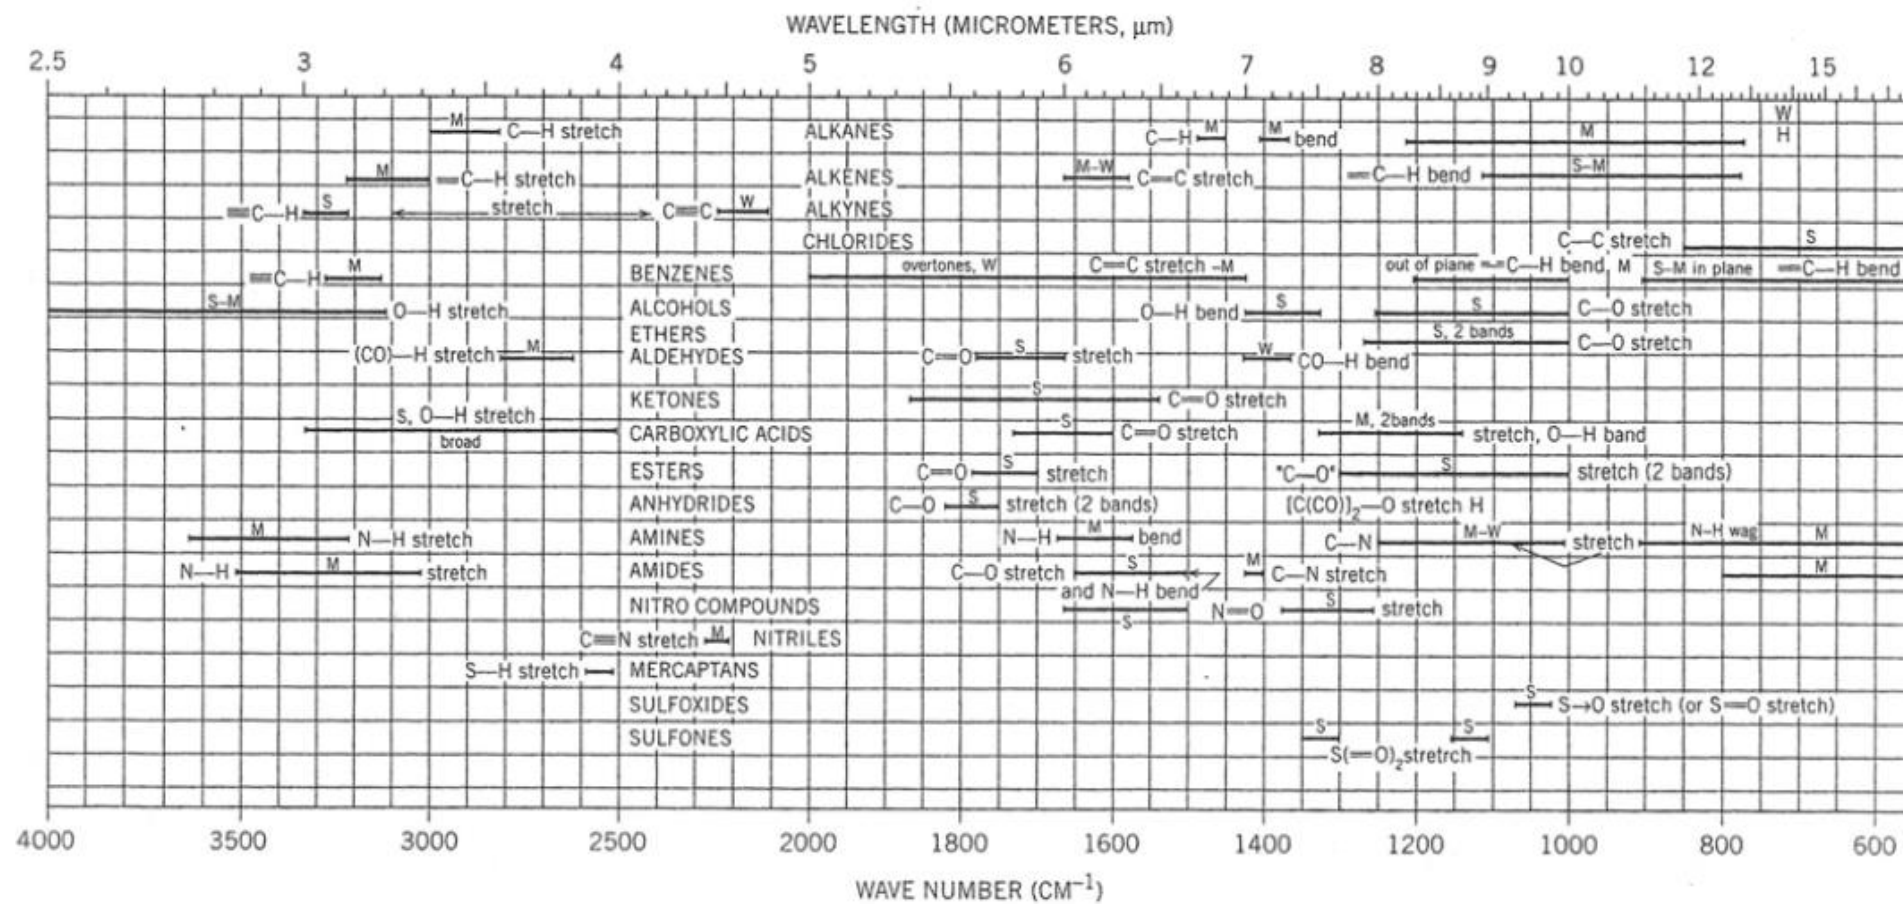 WAVELENGTH (MICROMETERS, μm)
2.5 3 4 5 6 7 8 9 10 12 15
M C—H stretch ALKANES C—H M M bend M W H
M =C—H stretch ALKENES M–W C=C stretch =C—H bend S–M
≡C—H S stretch C≡C W ALKYNES
CHLORIDES C—C stretch S
≡C—H M BENZENES overtones, W C=C stretch –M out of plane =C—H bend, M S–M in plane =C—H bend
S–M O—H stretch ALCOHOLS O—H bend S S C—O stretch
ETHERS S, 2 bands C—O stretch
(CO)—H stretch M ALDEHYDES C=O S stretch W CO—H bend
KETONES S C=O stretch
s, O—H stretch broad CARBOXYLIC ACIDS S C=O stretch M, 2bands stretch, O—H band
ESTERS C=O S stretch "C—O" S stretch (2 bands)
ANHYDRIDES C—O S stretch (2 bands) [C(CO)]₂—O stretch H
M N—H stretch AMINES N—H M bend C—N M–W stretch N–H wag M
N—H M stretch AMIDES C—O stretch S and N—H bend M C—N stretch M
NITRO COMPOUNDS S N=O S stretch
C≡N stretch M NITRILES
S—H stretch MERCAPTANS
SULFOXIDES S S→O stretch (or S=O stretch)
SULFONES S S
S(=O)₂stretrch
4000 3500 3000 2500 2000 1800 1600 1400 1200 1000 800 600
WAVE NUMBER (CM⁻¹)